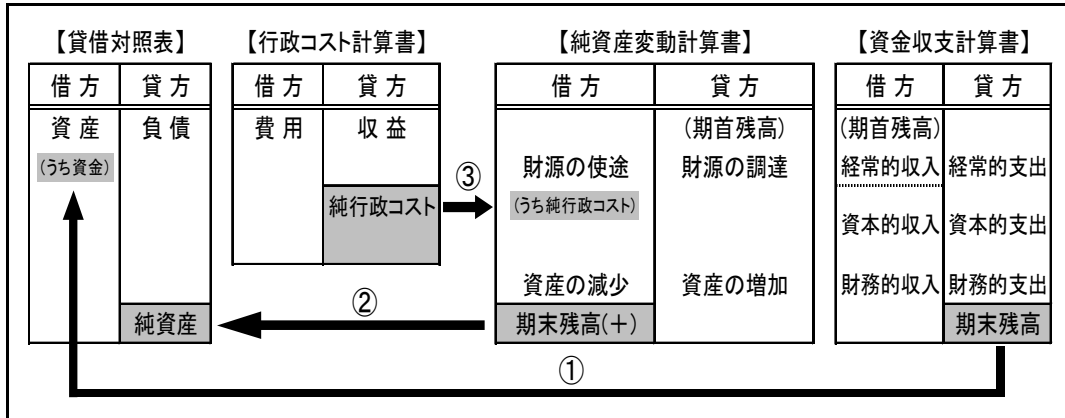 【貸借対照表】 【行政コスト計算書】 【純資産変動計算書】 【資金収支計算書】
借方 貸方 借方 貸方 借方 貸方 借方 貸方
資産 負債 費用 収益 (期首残高) (期首残高)
(うち資金) ③ 財源の使途 財源の調達 経常的収入 経常的支出
純行政コスト (うち純行政コスト)
資本的収入 資本的支出
② 資産の減少 資産の増加 財務的収入 財務的支出
純資産 期末残高(+) 期末残高
①